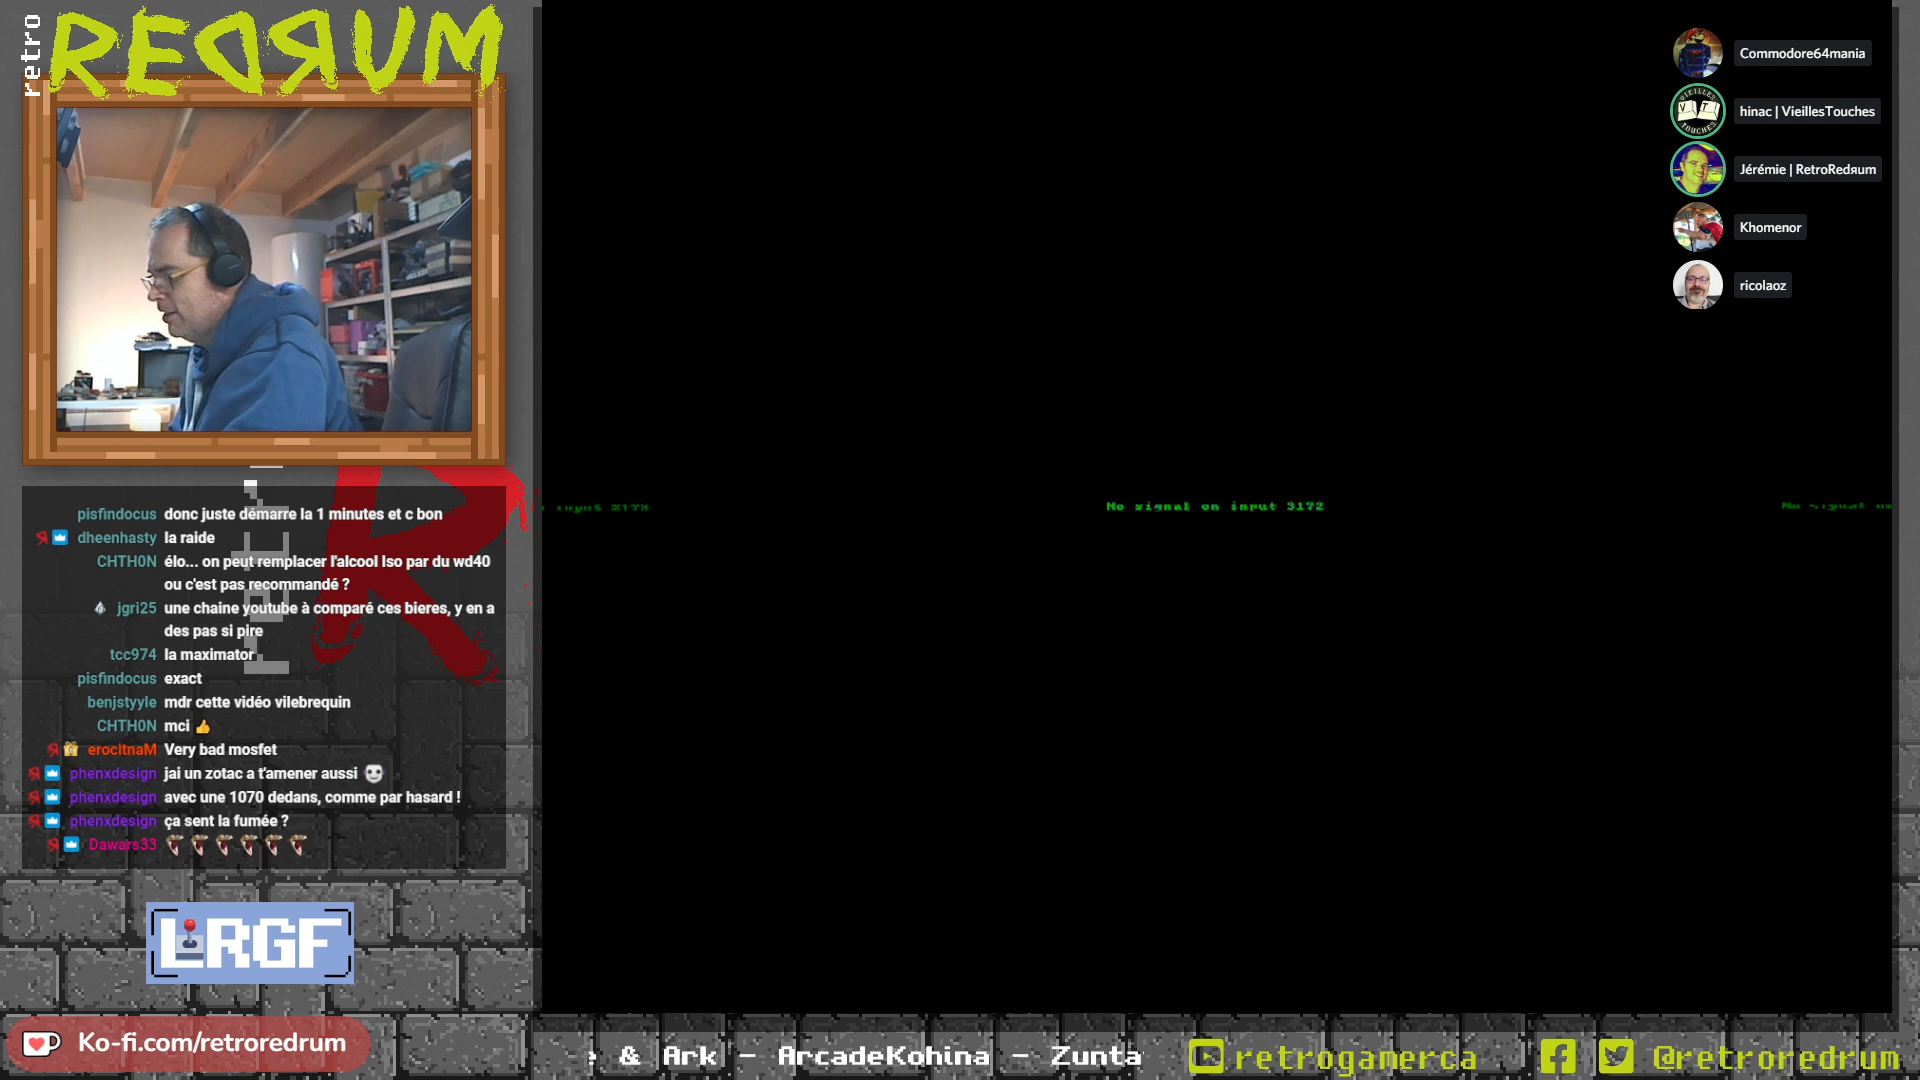 retro
REDRUM
Commodore64mania
hinac | VieillesTouches
Jérémie | RetroRedяum
Khomenor
ricolaoz
No signal on input 3172
pisfindocus donc juste démarre la 1 minutes et c bon
dheenhasty la raide
CHTH0N élo... on peut remplacer l'alcool Iso par du wd40
ou c'est pas recommandé ?
jgri25 une chaine youtube à comparé ces bieres, y en a
des pas si pire
tcc974 la maximator
pisfindocus exact
benjstyyle mdr cette vidéo vilebrequin
CHTH0N mci 👍
erocitnaM Very bad mosfet
phenxdesign jai un zotac a t'amener aussi
phenxdesign avec une 1070 dedans, comme par hasard !
phenxdesign ça sent la fumée ?
Dawars33
LRGF
Ko-fi.com/retroredrum
& Ark - ArcadeKohina - Zunta
retrogamerca
@retroredrum